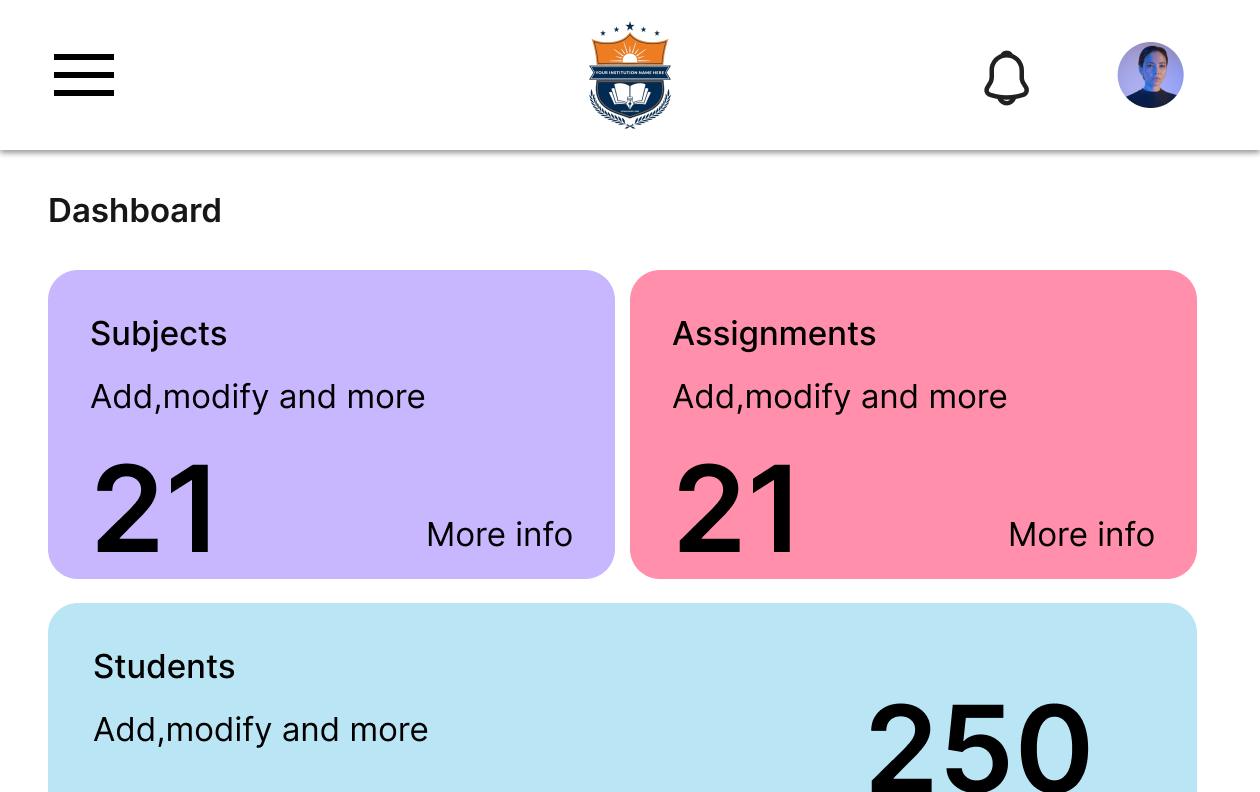 YOUR INSTITUTION NAME HERE
Dashboard
Subjects
Add,modify and more
21
More info
Assignments
Add,modify and more
21
More info
Students
Add,modify and more
250